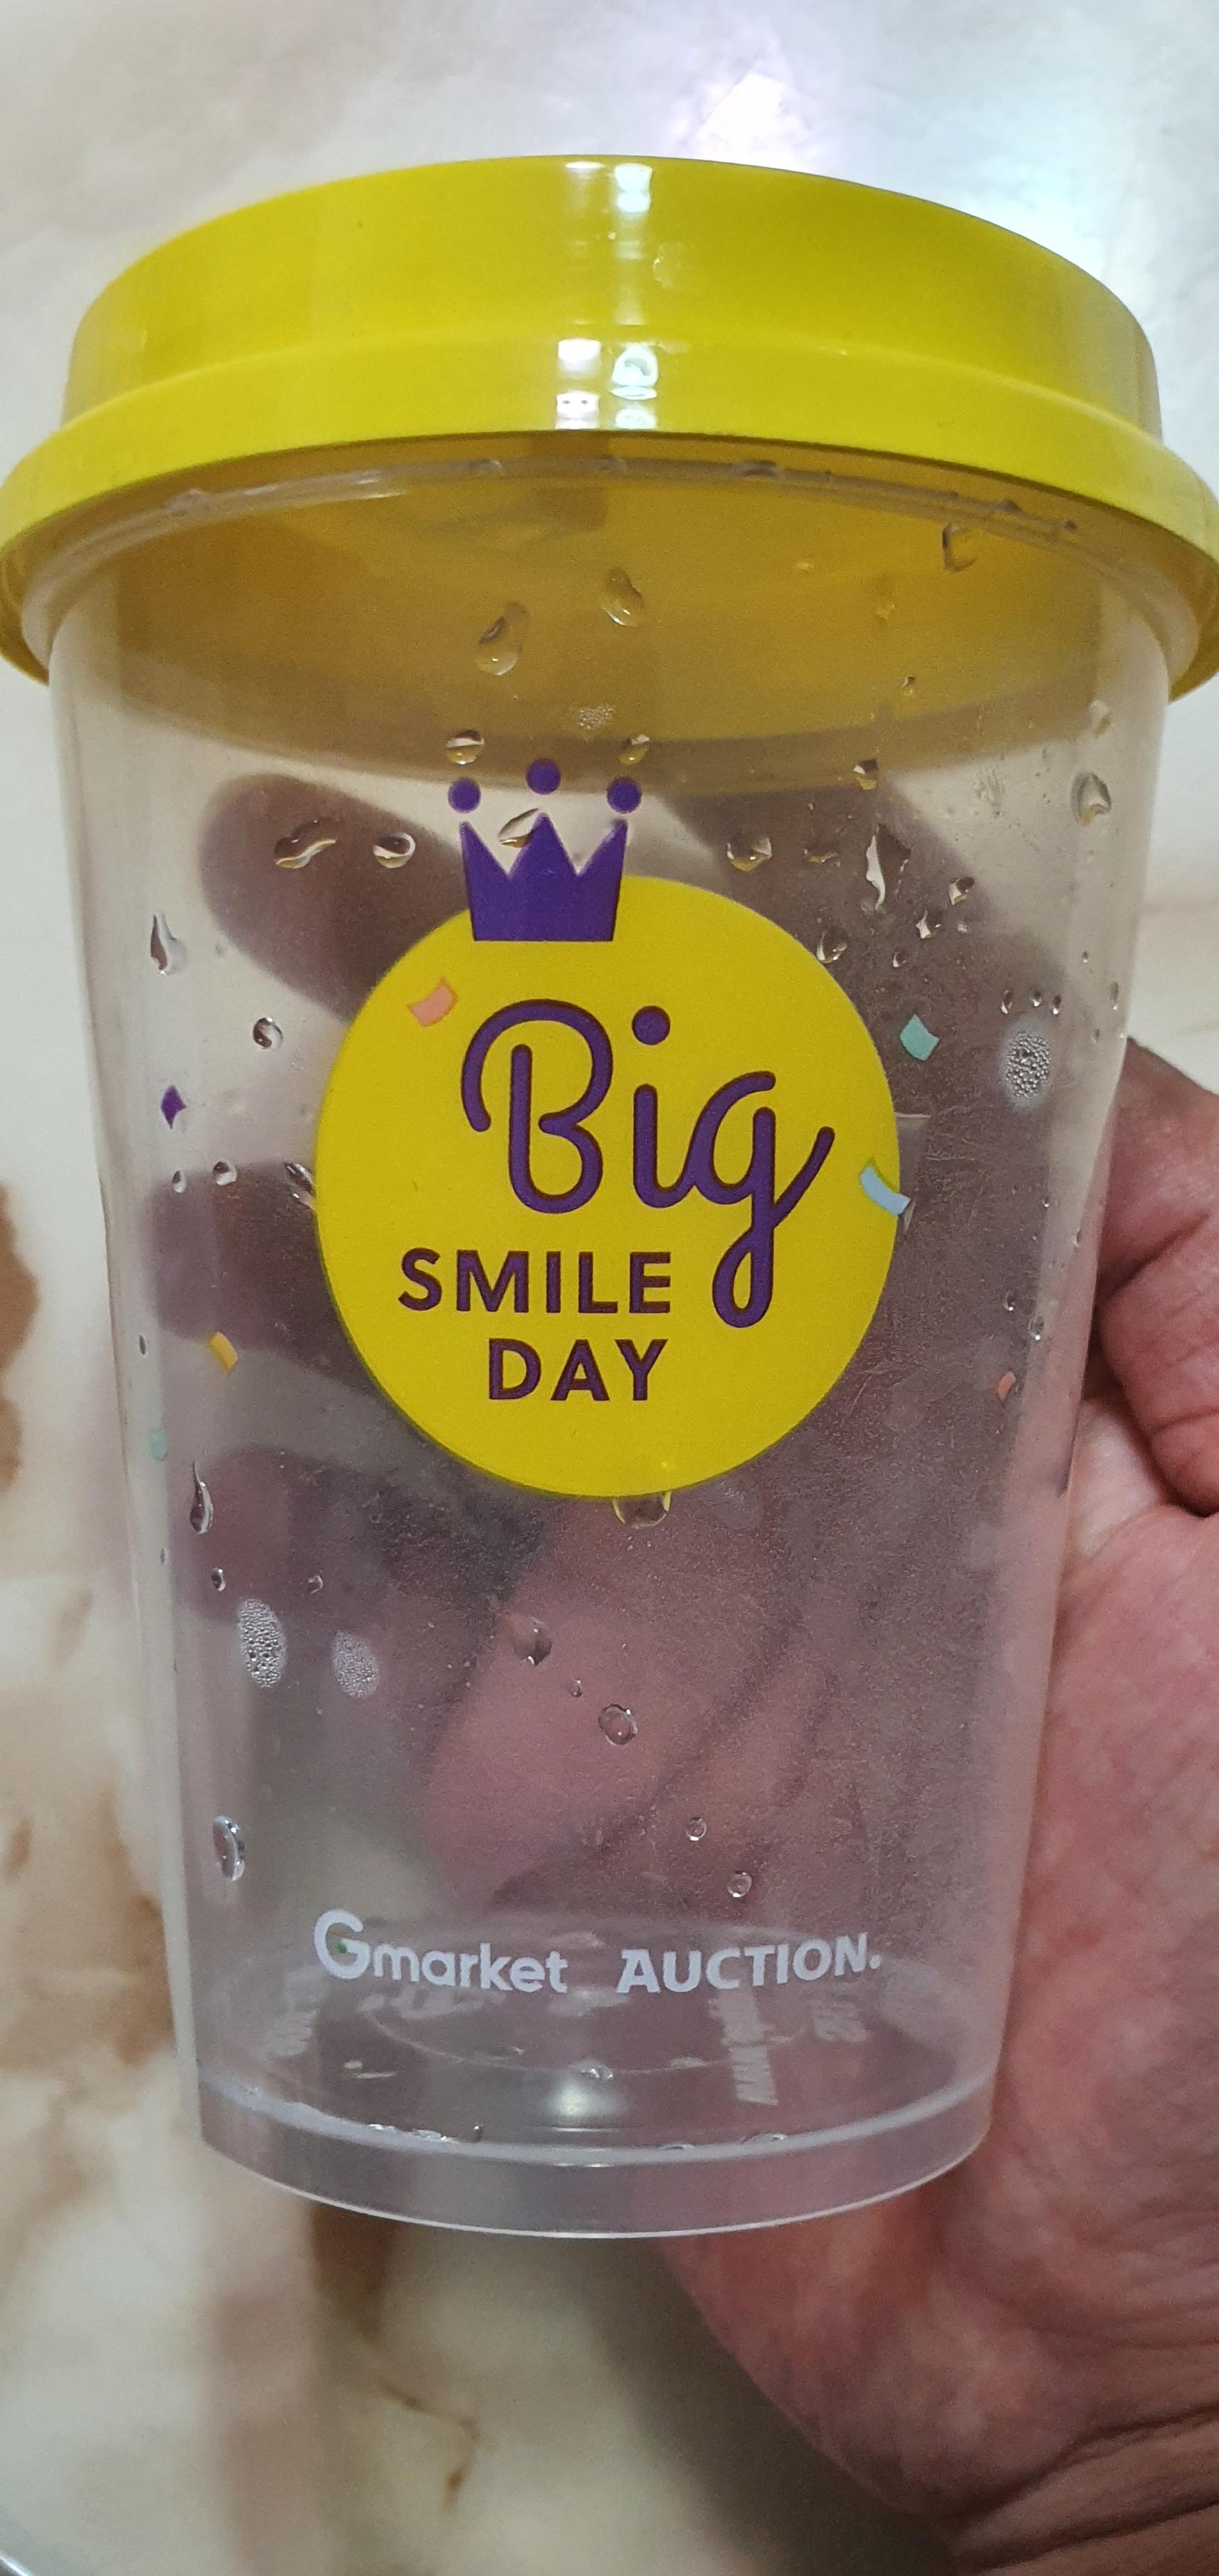 Big
SMILE
DAY
Gmarket AUCTION.